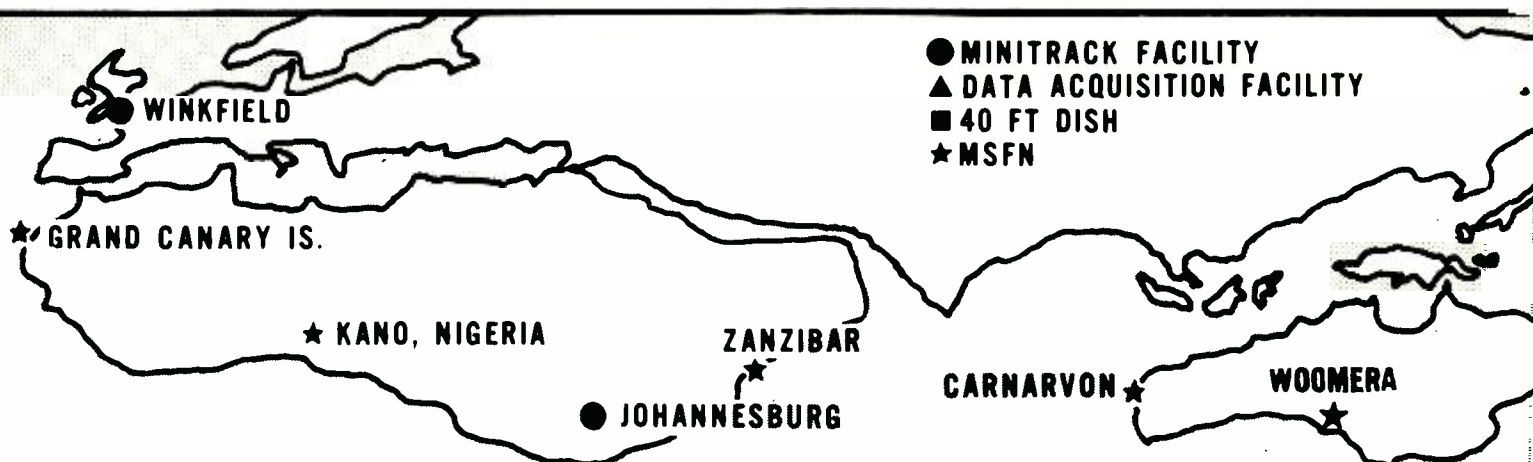 MINITRACK FACILITY
DATA ACQUISITION FACILITY
40 FT DISH
MSFN
WINKFIELD
GRAND CANARY IS.
KANO, NIGERIA
ZANZIBAR
JOHANNESBURG
CARNARVON
WOOMERA